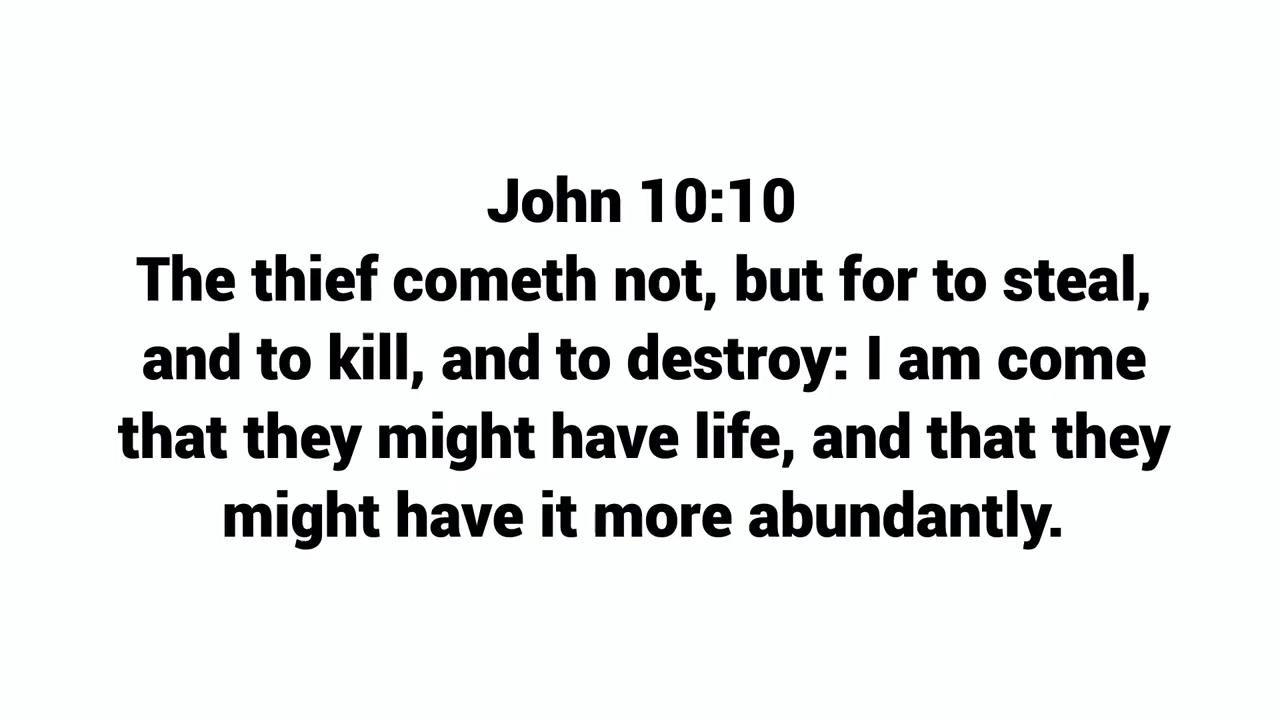 John 10:10
The thief cometh not, but for to steal,
and to kill, and to destroy: I am come
that they might have life, and that they
might have it more abundantly.